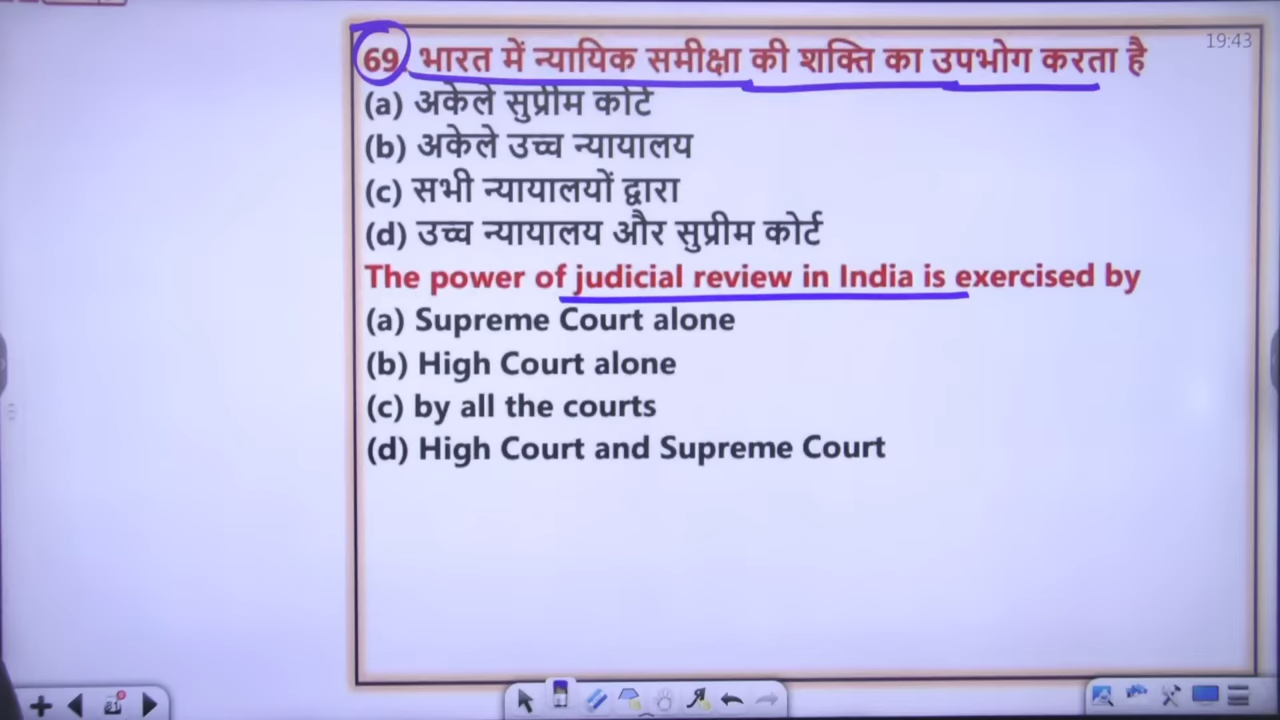 19:43
69 भारत में न्यायिक समीक्षा की शक्ति का उपभोग करता है
(a) अकेले सुप्रीम कोर्ट
(b) अकेले उच्च न्यायालय
(c) सभी न्यायालयों द्वारा
(d) उच्च न्यायालय और सुप्रीम कोर्ट
The power of judicial review in India is exercised by
(a) Supreme Court alone
(b) High Court alone
(c) by all the courts
(d) High Court and Supreme Court